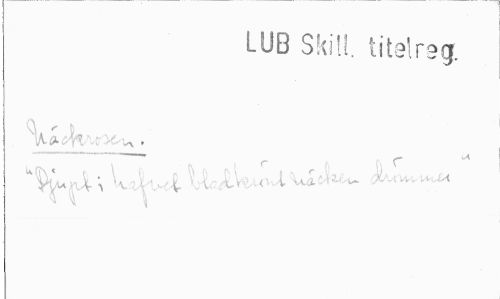 LUB Skill. titelreg.
Näckrosen.
"Djupt i hafvet bladkrönt näcken drömmer"